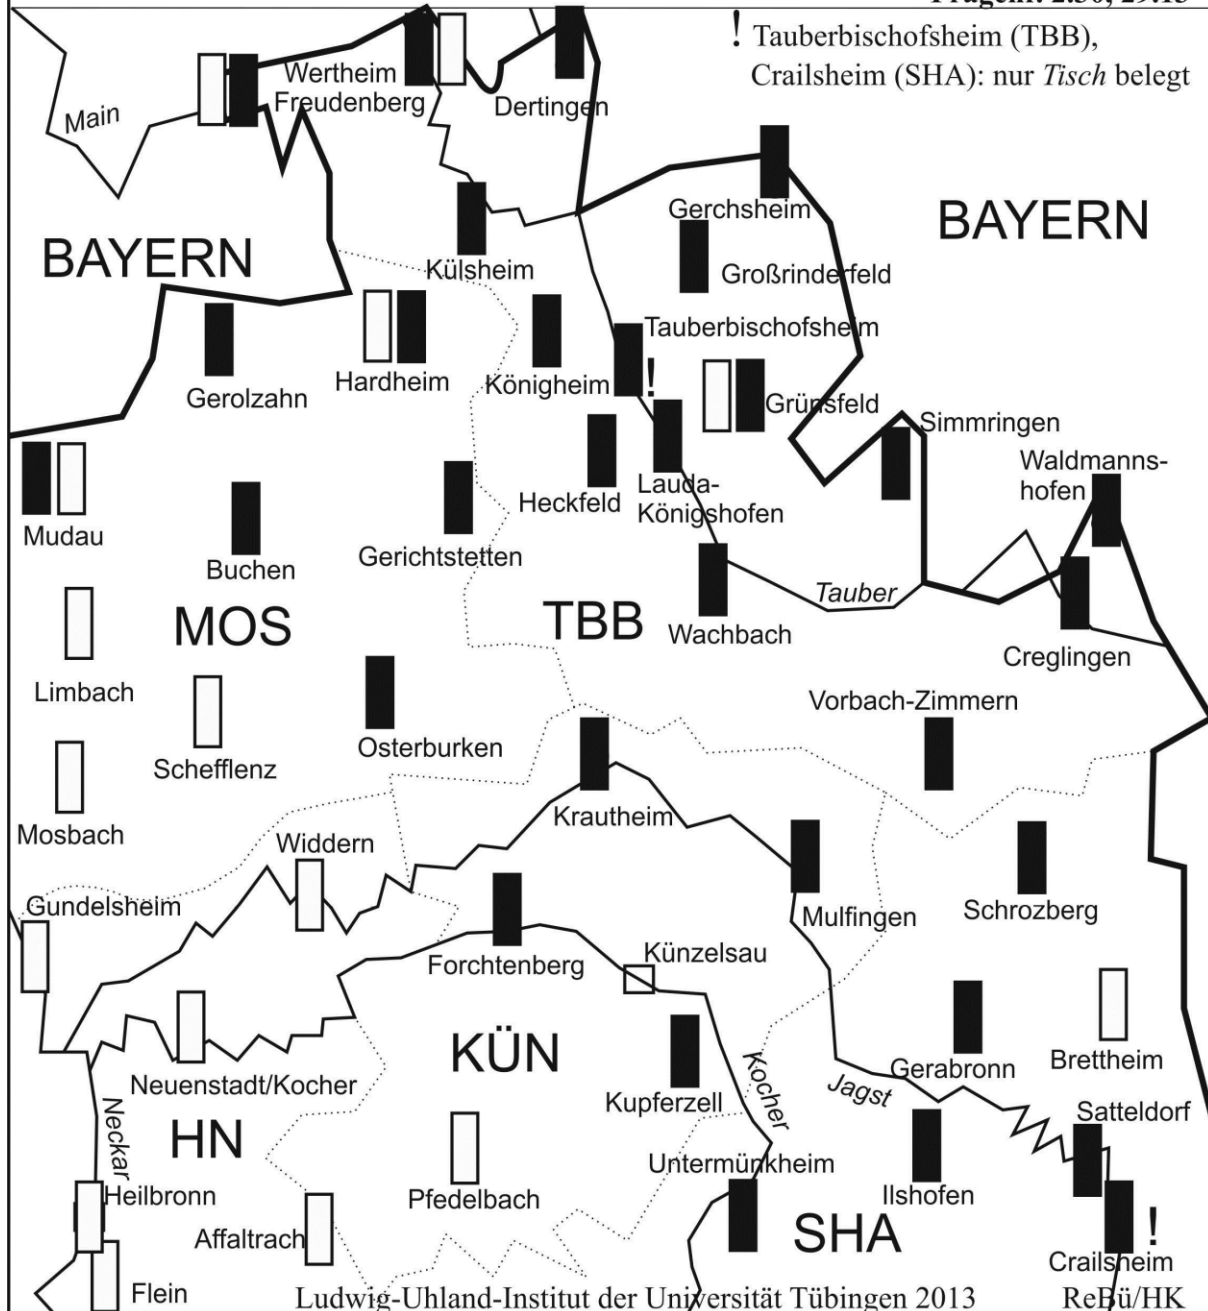 Fragenr. 2.30, 29.13
! Tauberbischofsheim (TBB),
Crailsheim (SHA): nur Tisch belegt
Wertheim
Freudenberg
Dertingen
Main
Gerchsheim
BAYERN
BAYERN
Külsheim
Großrinderfeld
Tauberbischofsheim
Gerolzahn
Hardheim
Königheim
!
Grünsfeld
Simmringen
Waldmanns-
hofen
Mudau
Buchen
Gerichtstetten
Heckfeld
Lauda-
Königshofen
MOS
TBB
Wachbach
Tauber
Creglingen
Limbach
Schefflenz
Osterburken
Vorbach-Zimmern
Mosbach
Widdern
Krautheim
Gundelsheim
Forchtenberg
Künzelsau
Mulfingen
Schrozberg
Neuenstadt/Kocher
KÜN
Kupferzell
Kocher
Jagst
Gerabronn
Brettheim
Neckar
HN
Satteldorf
Heilbronn
Affaltrach
Pfedelbach
Untermünkheim
Ilshofen
SHA
!
Crailsheim
Flein
Ludwig-Uhland-Institut der Universität Tübingen 2013
ReBü/HK